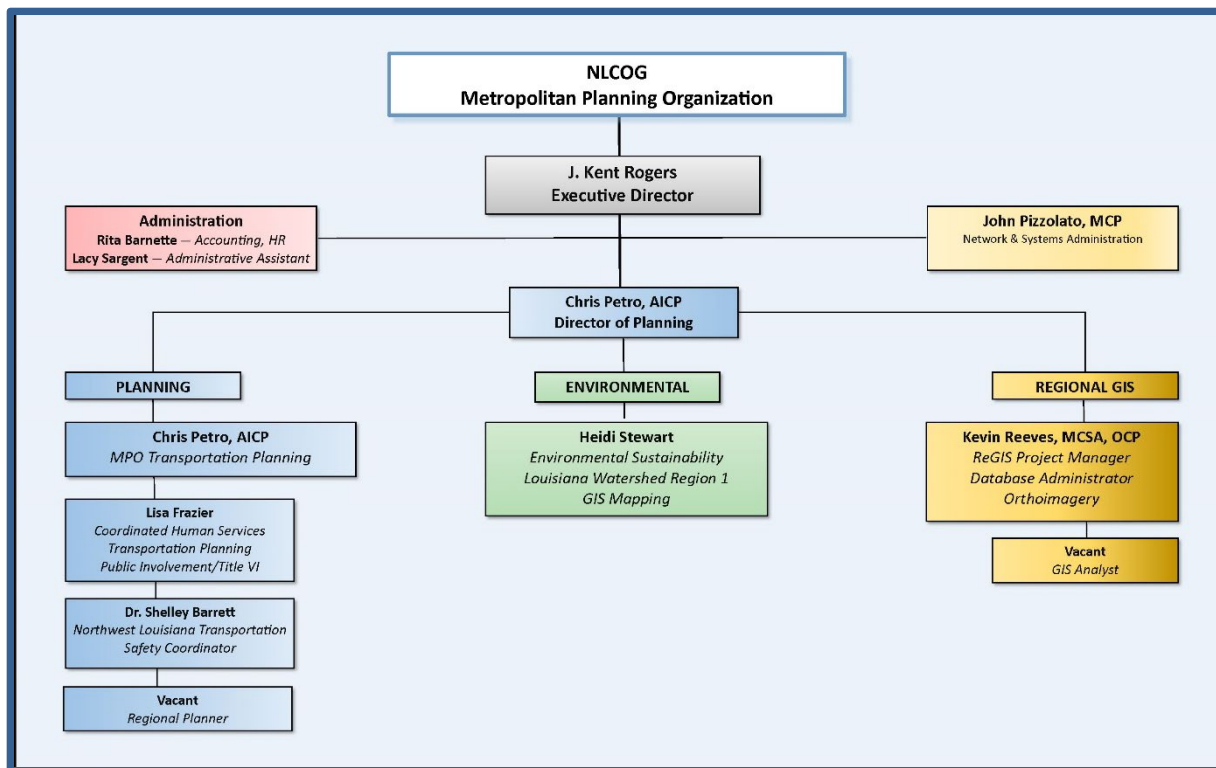 NLCOG
Metropolitan Planning Organization
J. Kent Rogers
Executive Director
Administration
Rita Barnette — Accounting, HR
Lacy Sargent — Administrative Assistant
John Pizzolato, MCP
Network & Systems Administration
Chris Petro, AICP
Director of Planning
PLANNING
Chris Petro, AICP
MPO Transportation Planning
Lisa Frazier
Coordinated Human Services
Transportation Planning
Public Involvement/Title VI
Dr. Shelley Barrett
Northwest Louisiana Transportation
Safety Coordinator
Vacant
Regional Planner
ENVIRONMENTAL
Heidi Stewart
Environmental Sustainability
Louisiana Watershed Region 1
GIS Mapping
REGIONAL GIS
Kevin Reeves, MCSA, OCP
ReGIS Project Manager
Database Administrator
Orthoimagery
Vacant
GIS Analyst